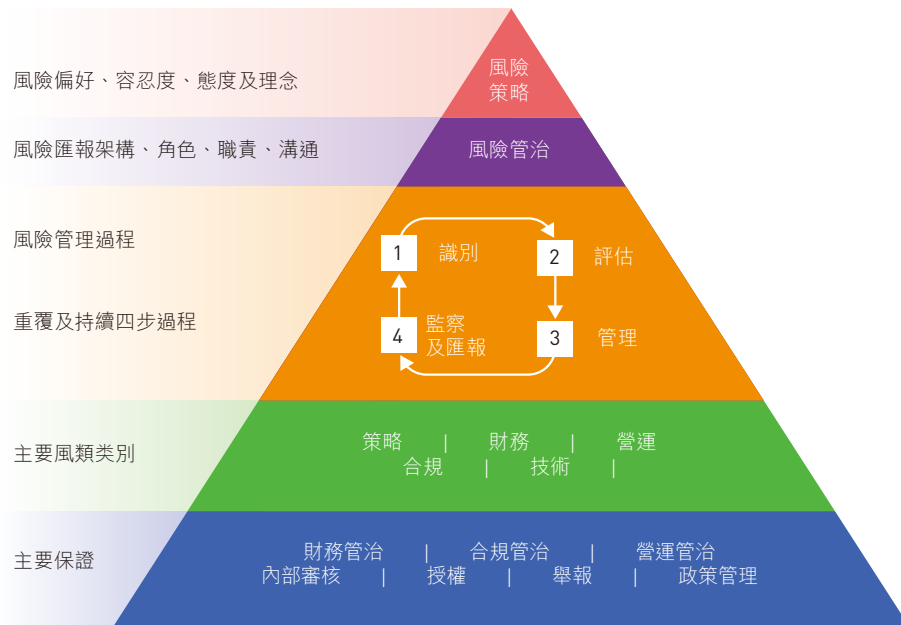 風險偏好、容忍度、態度及理念
風險
策略
風險匯報架構、角色、職責、溝通
風險管治
風險管理過程
1 識別
2 評估
重覆及持續四步過程
4 監察
及匯報
3 管理
主要風類类別
策略 | 財務 | 營運
合規 | 技術 |
主要保證
財務管治 | 合規管治 | 營運管治
內部審核 | 授權 | 舉報 | 政策管理